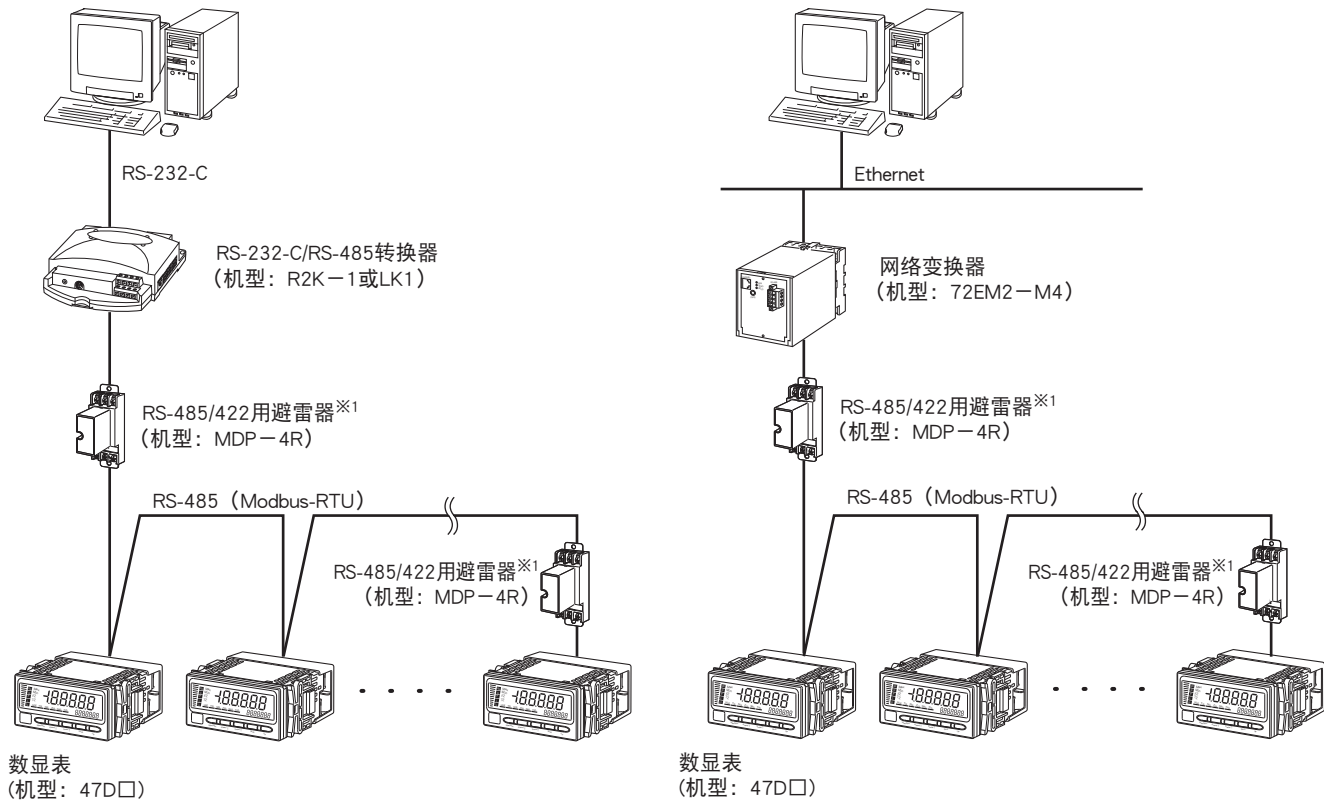 RS-232-C
RS-232-C/RS-485转换器
（机型：R2K－1或LK1）
RS-485/422用避雷器※1
（机型：MDP－4R）
RS-485（Modbus-RTU）
RS-485/422用避雷器※1
（机型：MDP－4R）
数显表
(机型：47D□)
Ethernet
网络变换器
（机型：72EM2－M4）
RS-485/422用避雷器※1
（机型：MDP－4R）
RS-485（Modbus-RTU）
RS-485/422用避雷器※1
（机型：MDP－4R）
数显表
(机型：47D□)